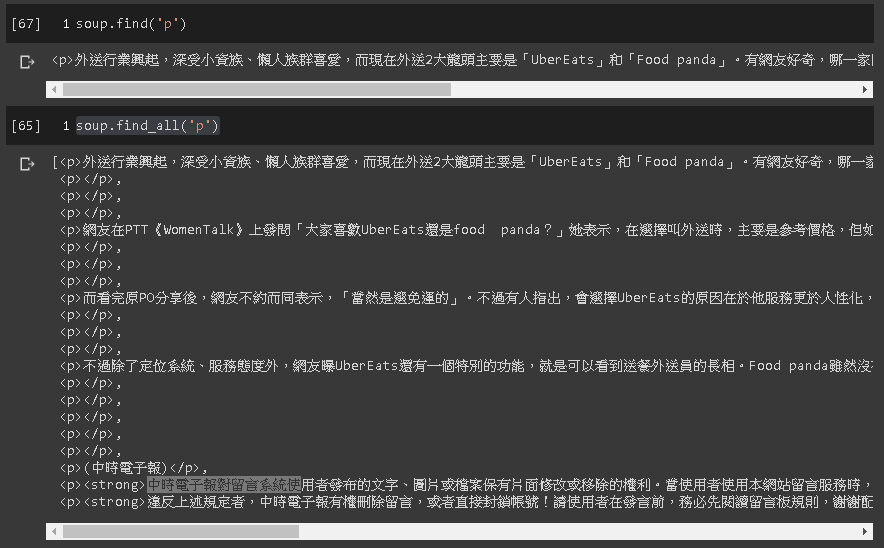 [67] 1 soup.find('p')
<p>外送行業興起，深受小資族、懶人族群喜愛，而現在外送2大龍頭主要是「UberEats」和「Food panda」。有網友好奇，哪一家
[65] 1 soup.find_all('p')
[<p>外送行業興起，深受小資族、懶人族群喜愛，而現在外送2大龍頭主要是「UberEats」和「Food panda」。有網友好奇，哪一家
<p></p>,
<p></p>,
<p></p>,
<p>網友在PTT《WomenTalk》上發問「大家喜歡UberEats還是food  panda？」她表示，在選擇叫外送時，主要是參考價格，但如
<p></p>,
<p></p>,
<p></p>,
<p>而看完原PO分享後，網友不約而同表示，「當然是選免運的」。不過有人指出，會選擇UberEats的原因在於他服務更於人性化，
<p></p>,
<p></p>,
<p></p>,
<p>不過除了定位系統、服務態度外，網友曝UberEats還有一個特別的功能，就是可以看到送餐外送員的長相。Food panda雖然沒
<p></p>,
<p></p>,
<p></p>,
<p></p>,
<p></p>,
<p>(中時電子報)</p>,
<p><strong>中時電子報對留言系統使用者發布的文字、圖片或檔案保有片面修改或移除的權利。當使用者使用本網站留言服務時，
<p><strong>違反上述規定者，中時電子報有權刪除留言，或者直接封鎖帳號！請使用者在發言前，務必先閱讀留言板規則，謝謝配